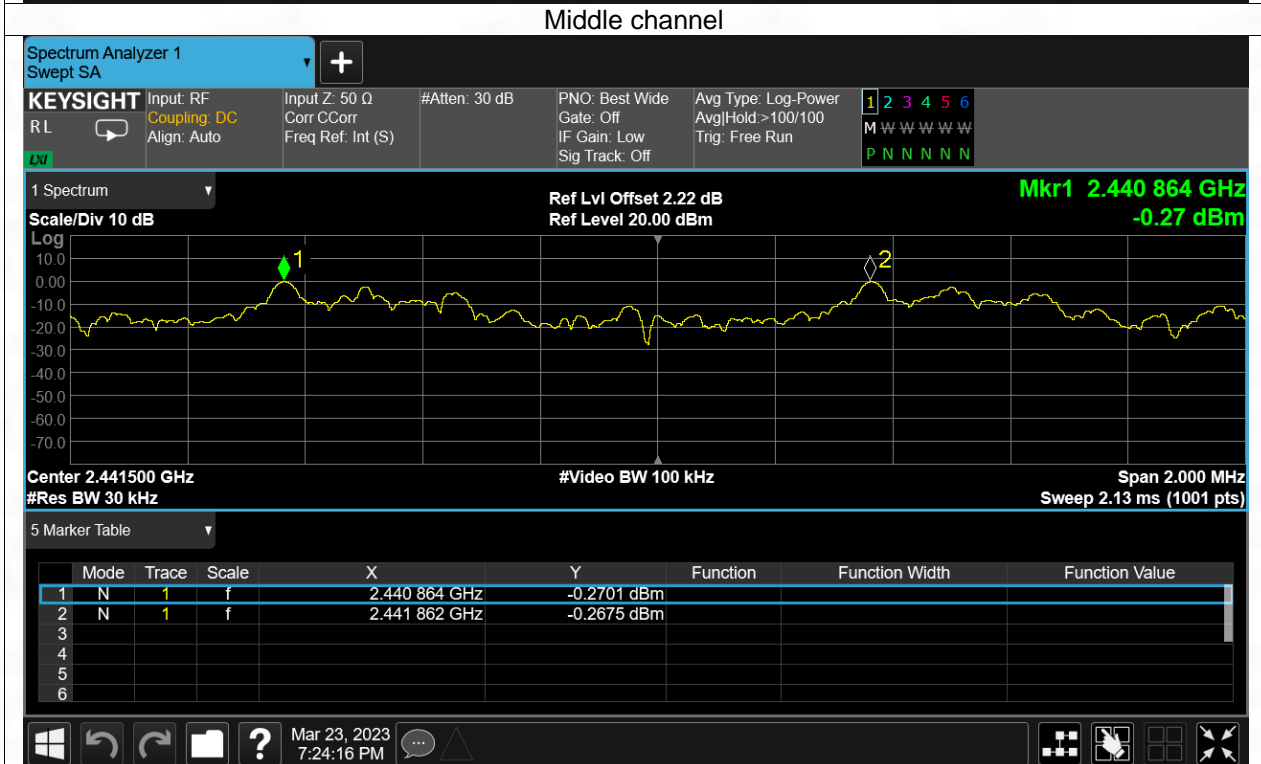 Middle channel
Spectrum Analyzer 1
Swept SA
+
KEYSIGHT Input: RF Input Z: 50 Ω #Atten: 30 dB PNO: Best Wide Avg Type: Log-Power 1 2 3 4 5 6
R L Coupling: DC Corr CCorr Gate: Off Avg|Hold:>100/100 M W W W W W
Align: Auto Freq Ref: Int (S) IF Gain: Low Trig: Free Run
LXI Sig Track: Off P N N N N N
1 Spectrum Ref Lvl Offset 2.22 dB Mkr1 2.440 864 GHz
Scale/Div 10 dB Ref Level 20.00 dBm -0.27 dBm
Log
10.0 1 2
0.00
-10.0
-20.0
-30.0
-40.0
-50.0
-60.0
-70.0
Center 2.441500 GHz #Video BW 100 kHz Span 2.000 MHz
#Res BW 30 kHz Sweep 2.13 ms (1001 pts)
5 Marker Table
Mode Trace Scale X Y Function Function Width Function Value
1 N 1 f 2.440 864 GHz -0.2701 dBm
2 N 1 f 2.441 862 GHz -0.2675 dBm
3
4
5
6
? Mar 23, 2023
7:24:16 PM